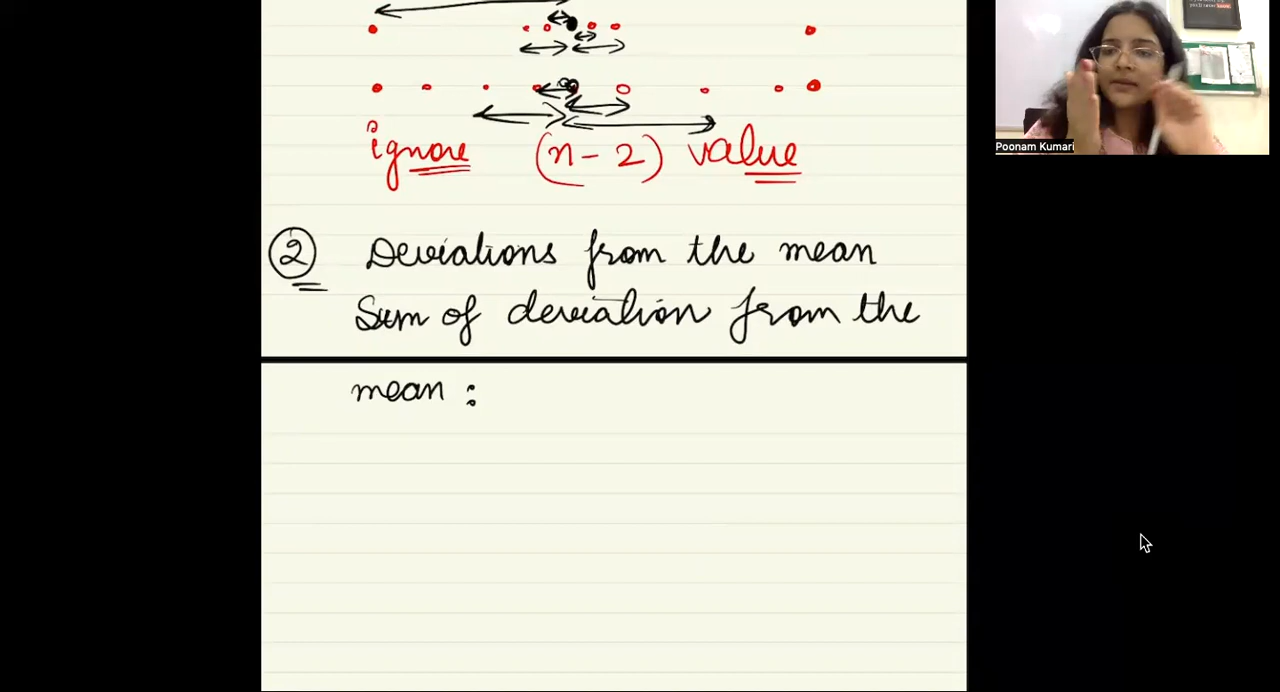 Poonam Kumari
ignore (n-2) value
2 Deviations from the mean
Sum of deviation from the
mean :